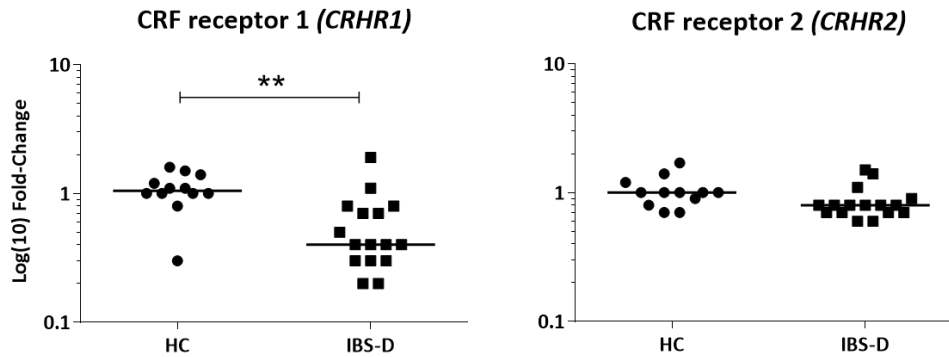 CRF receptor 1 (CRHR1)
Log(10) Fold-Change
10
1
0.1
**
HC
IBS-D
CRF receptor 2 (CRHR2)
10
1
0.1
HC
IBS-D